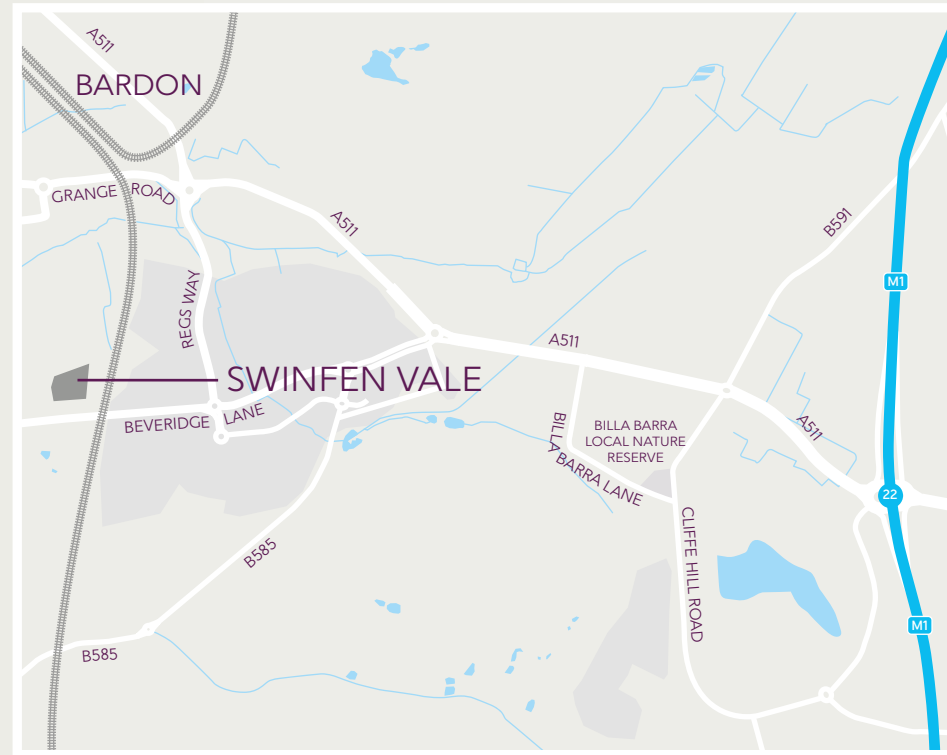 A511
BARDON
GRANGE ROAD
A511
B591
M1
REGS WAY
A511
SWINFEN VALE
BEVERIDGE LANE
BILLA BARRA
LOCAL NATURE
RESERVE
BILLA BARRA LANE
A511
22
CLIFFE HILL ROAD
B585
M1
B585